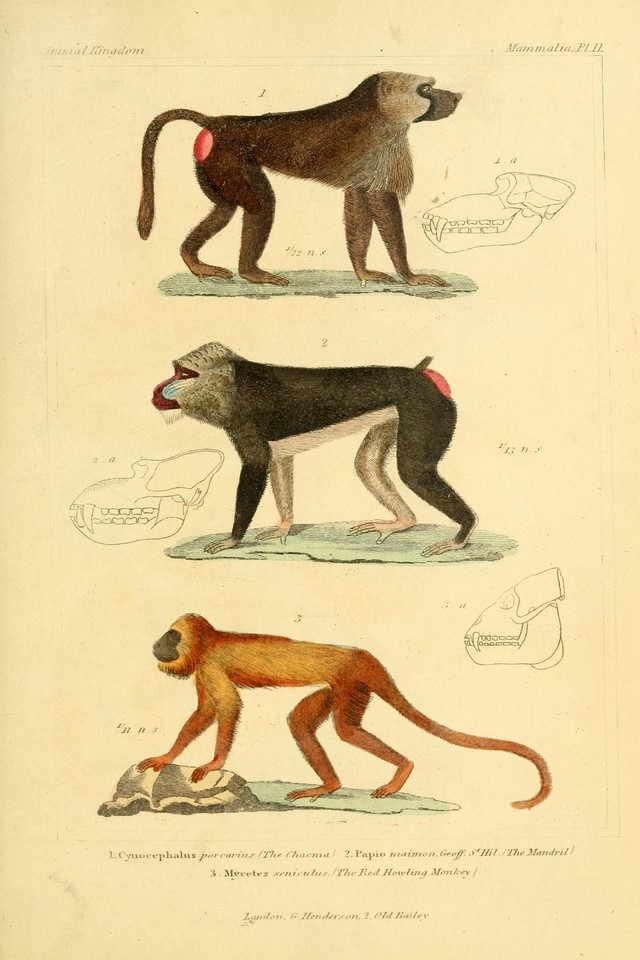 Animal Kingdom.
Mammalia. Pl. II.
1
1. a
1/12 n. s
2
2. a
1/13 n. s.
3
3. a
1/11 n. s.
1. Cynocephalus porcarius. (The Chacma) 2. Papio maimon. Geoff. St. Hil. (The Mandril)
3. Mycetes seniculus. (The Red Howling Monkey)
London, G. Henderson, 2, Old Bailey